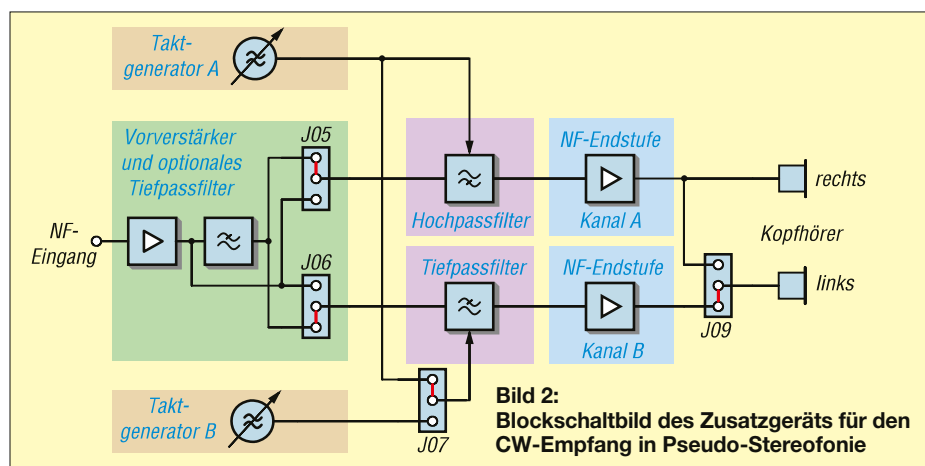 Takt-
generator A
Vorverstärker
und optionales
Tiefpassfilter
J05
NF-Endstufe
rechts
Hochpassfilter
Kanal A
NF-
Eingang
Kopfhörer
J06
Tiefpassfilter
NF-Endstufe
links
Kanal B
J09
Takt-
generator B
J07
Bild 2:
Blockschaltbild des Zusatzgeräts für den
CW-Empfang in Pseudo-Stereofonie